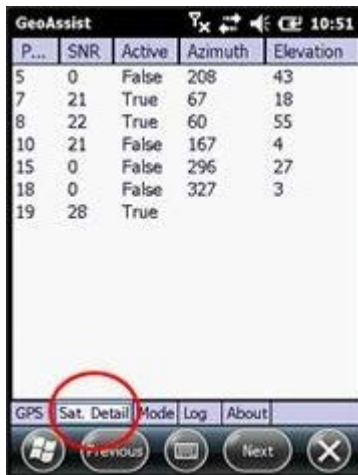 GeoAssist 10:51
P... SNR Active Azimuth Elevation
5 0 False 208 43
7 21 True 67 18
8 22 True 60 55
10 21 False 167 4
15 0 False 296 27
18 0 False 327 3
19 28 True
GPS Sat. Detail Mode Log About
Previous Next